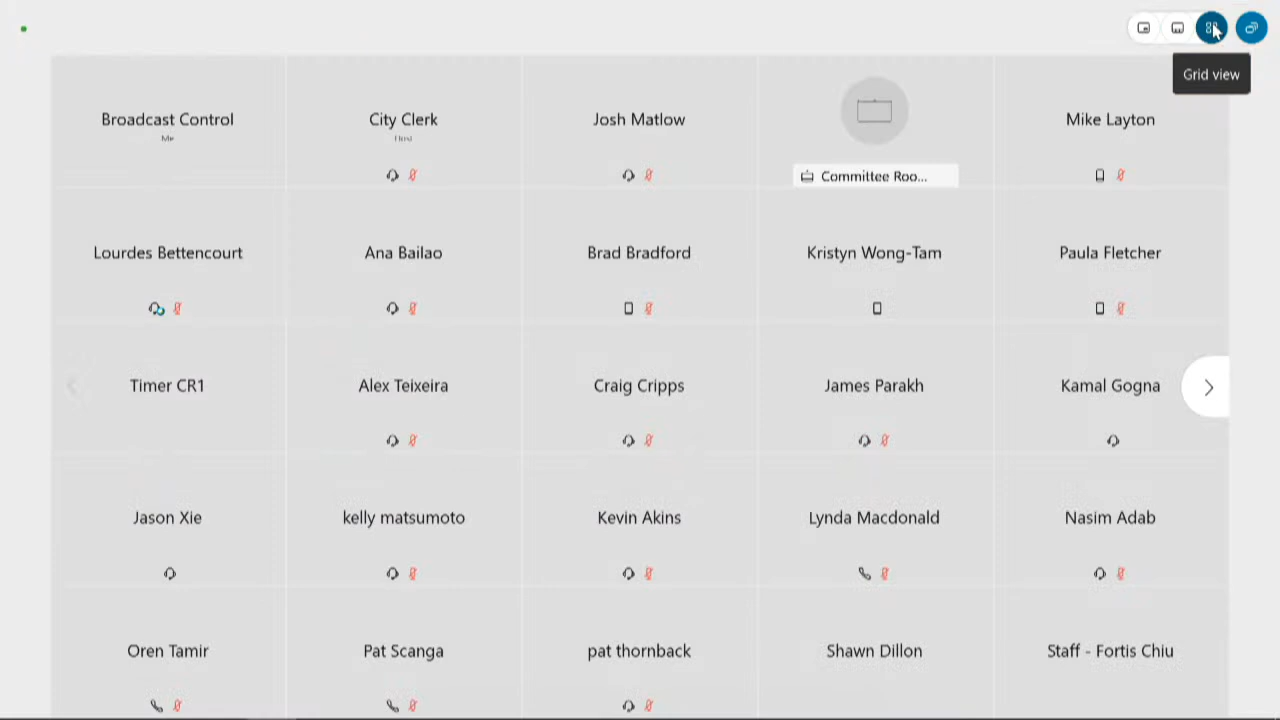 Grid view
Broadcast Control
Me
City Clerk
Host
Josh Matlow
Committee Roo...
Mike Layton
Lourdes Bettencourt
Ana Bailao
Brad Bradford
Kristyn Wong-Tam
Paula Fletcher
Timer CR1
Alex Teixeira
Craig Cripps
James Parakh
Kamal Gogna
Jason Xie
kelly matsumoto
Kevin Akins
Lynda Macdonald
Nasim Adab
Oren Tamir
Pat Scanga
pat thornback
Shawn Dillon
Staff - Fortis Chiu